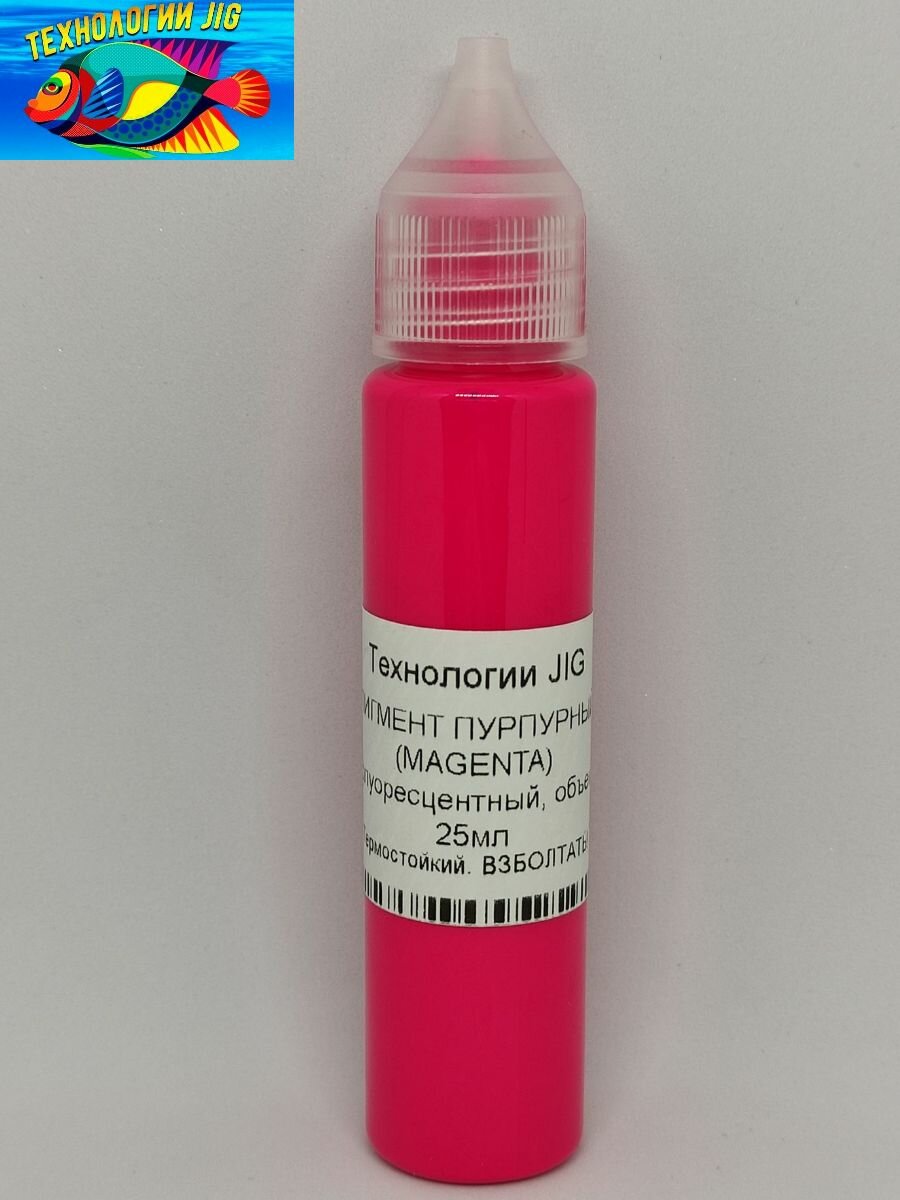 ТЕХНОЛОГИИ JIG
Технологии JIG
ИГМЕНТ ПУРПУРНЫ
(MAGENTA)
луоресцентный, объе
25мл
ермостойкий. ВЗБОЛТАТЬ